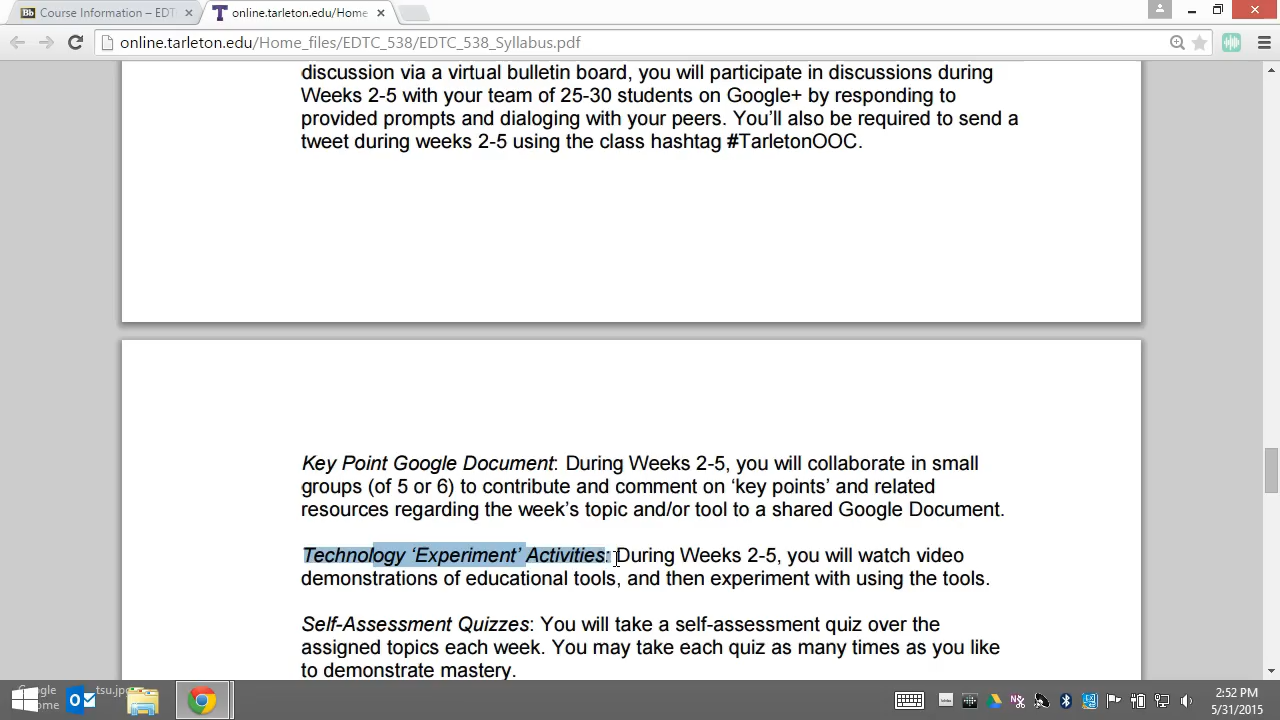 Course Information – EDT
online.tarleton.edu/Home
online.tarleton.edu/Home_files/EDTC_538/EDTC_538_Syllabus.pdf
discussion via a virtual bulletin board, you will participate in discussions during
Weeks 2-5 with your team of 25-30 students on Google+ by responding to
provided prompts and dialoging with your peers. You’ll also be required to send a
tweet during weeks 2-5 using the class hashtag #TarletonOOC.
Key Point Google Document: During Weeks 2-5, you will collaborate in small
groups (of 5 or 6) to contribute and comment on ‘key points’ and related
resources regarding the week’s topic and/or tool to a shared Google Document.
Technology ‘Experiment’ Activities: During Weeks 2-5, you will watch video
demonstrations of educational tools, and then experiment with using the tools.
Self-Assessment Quizzes: You will take a self-assessment quiz over the
assigned topics each week. You may take each quiz as many times as you like
to demonstrate mastery.
Google tsu.jpg
2:52 PM
5/31/2015